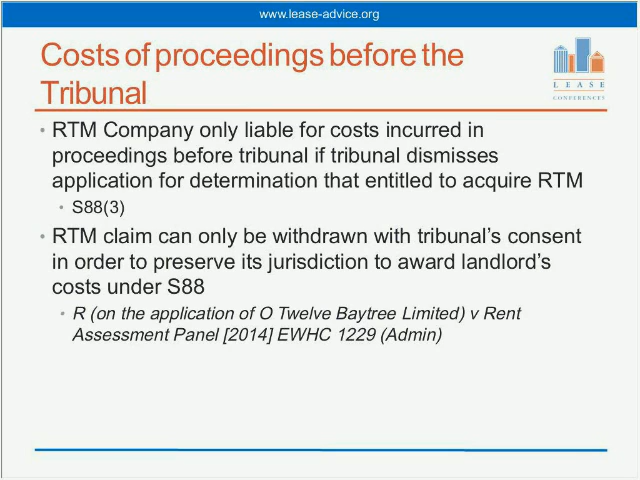 www.lease-advice.org
Costs of proceedings before the
Tribunal
L E A S E
CONFERENCES
• RTM Company only liable for costs incurred in
proceedings before tribunal if tribunal dismisses
application for determination that entitled to acquire RTM
• S88(3)
• RTM claim can only be withdrawn with tribunal’s consent
in order to preserve its jurisdiction to award landlord’s
costs under S88
• R (on the application of O Twelve Baytree Limited) v Rent
Assessment Panel [2014] EWHC 1229 (Admin)